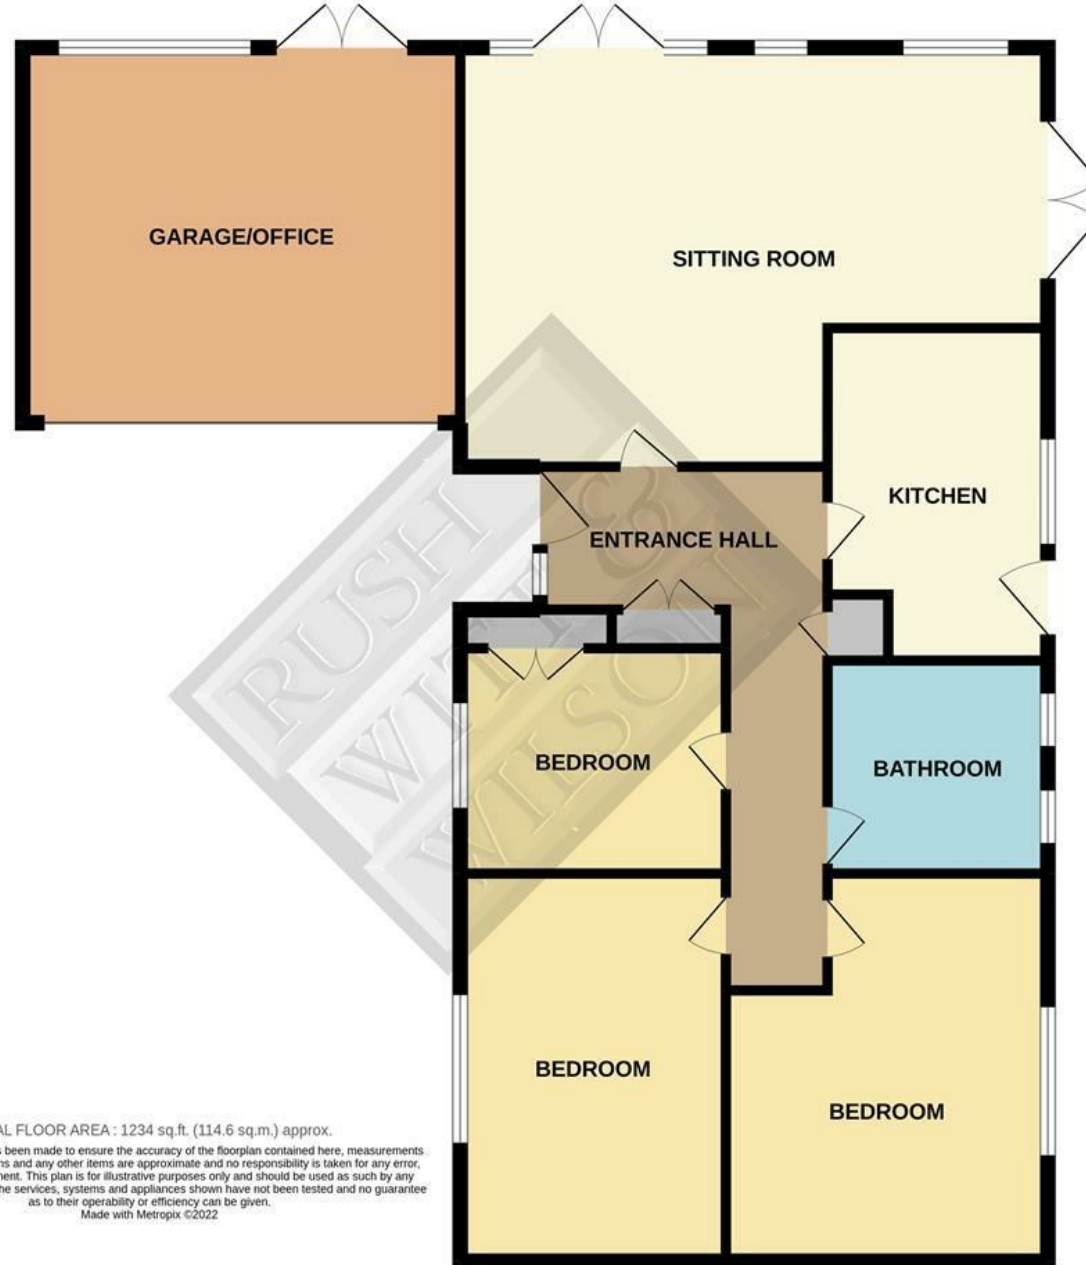 GARAGE/OFFICE
SITTING ROOM
KITCHEN
ENTRANCE HALL
RUSH
WITT &
WILSON
BEDROOM
BATHROOM
BEDROOM
BEDROOM
AL FLOOR AREA : 1234 sq.ft. (114.6 sq.m.) approx.
been made to ensure the accuracy of the floorplan contained here, measurements
and any other items are approximate and no responsibility is taken for any error,
This plan is for illustrative purposes only and should be used as such by any
he services, systems and appliances shown have not been tested and no guarantee
as to their operability or efficiency can be given.
Made with Metropix ©2022